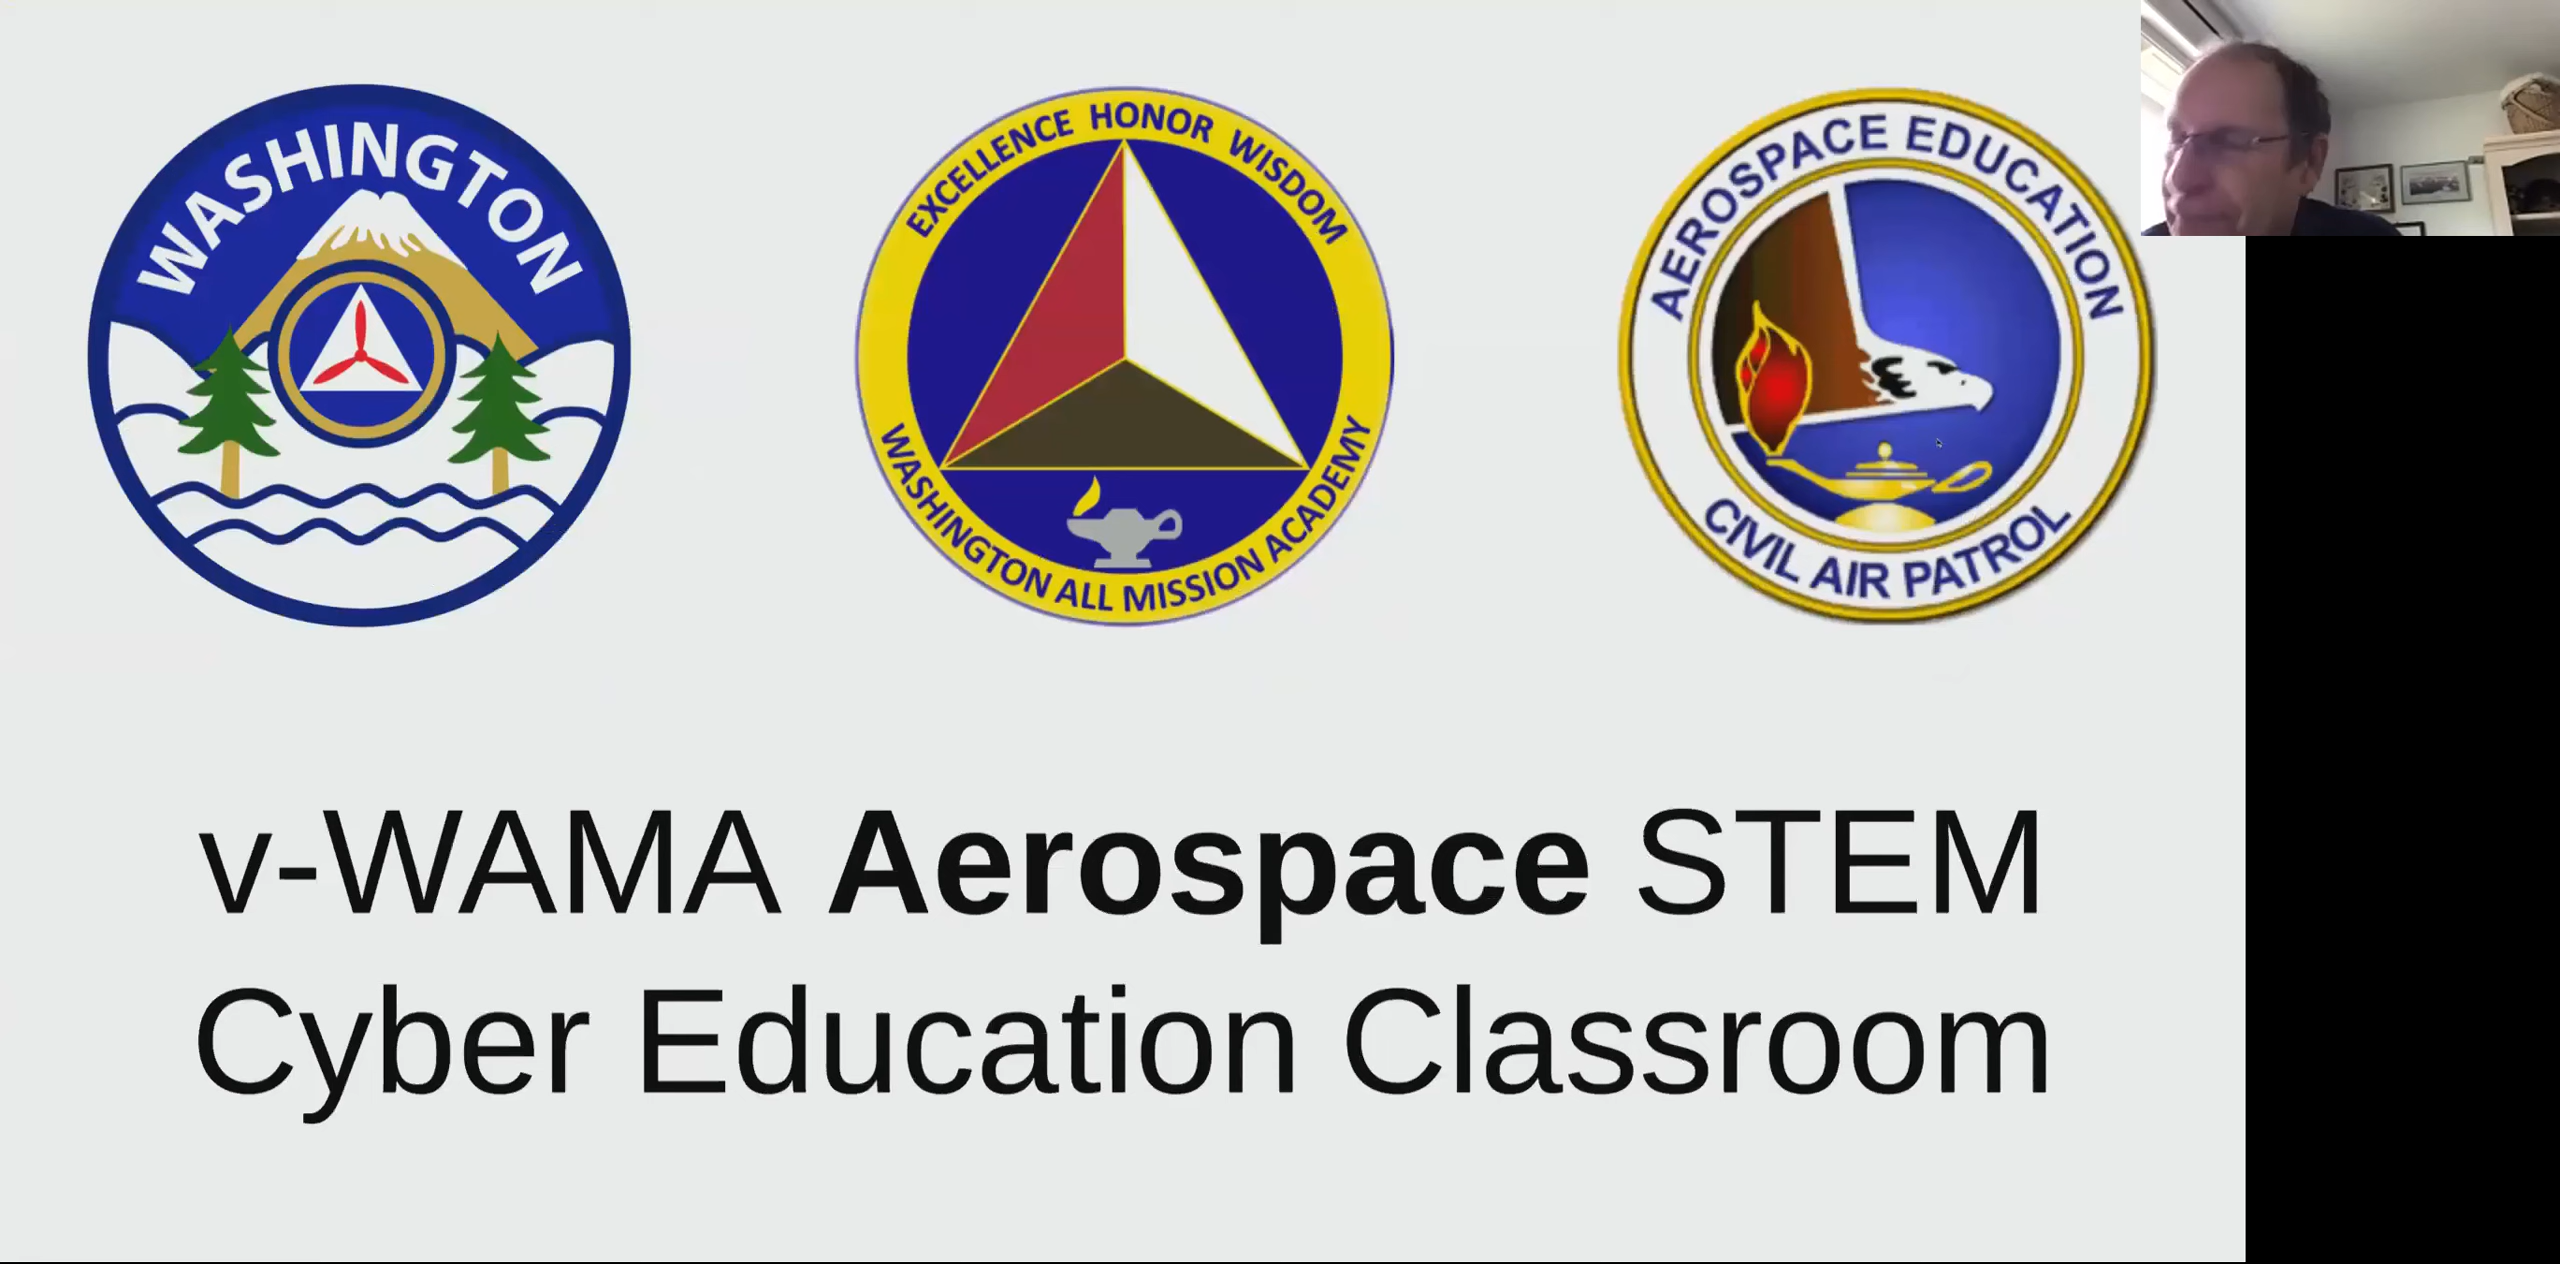 WASHINGTON
EXCELLENCE HONOR WISDOM
WASHINGTON ALL MISSION ACADEMY
AEROSPACE EDUCATION
CIVIL AIR PATROL
v-WAMA Aerospace STEM
Cyber Education Classroom